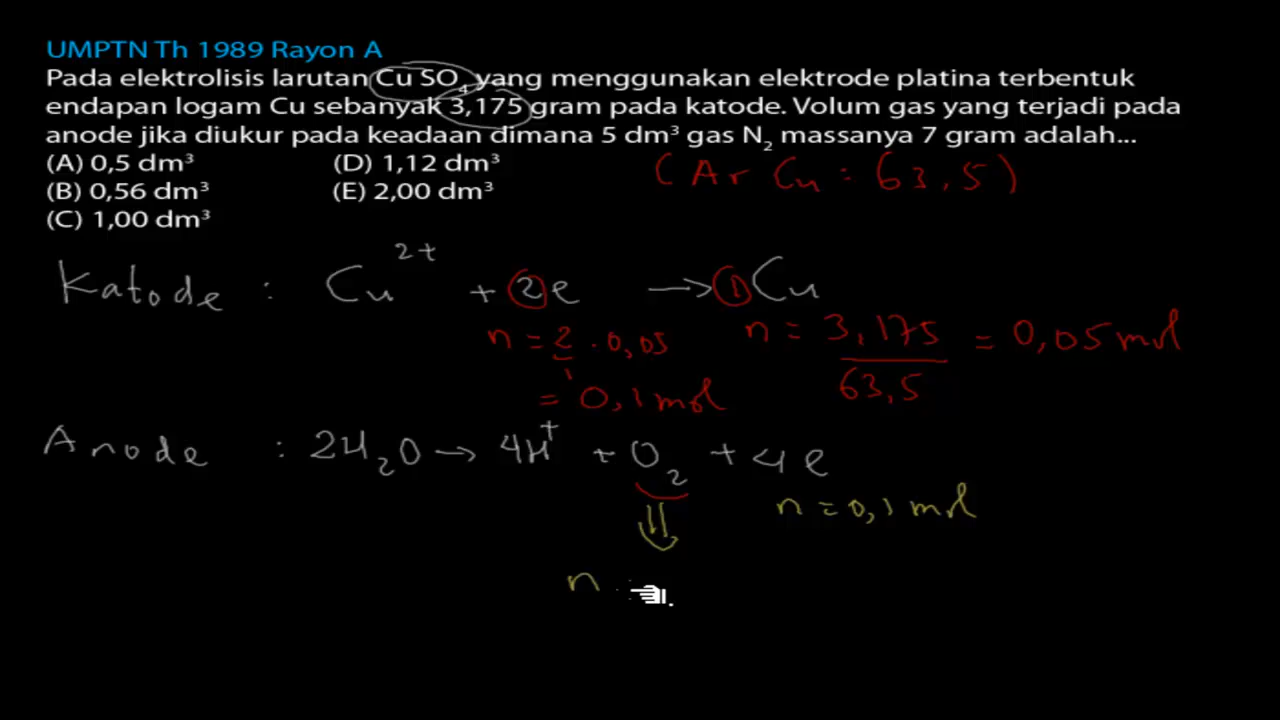 UMPTN Th 1989 Rayon A
Pada elektrolisis larutan Cu SO₄ yang menggunakan elektrode platina terbentuk
endapan logam Cu sebanyak 3,175 gram pada katode. Volum gas yang terjadi pada
anode jika diukur pada keadaan dimana 5 dm³ gas N₂ massanya 7 gram adalah...
(A) 0,5 dm³ (D) 1,12 dm³
(B) 0,56 dm³ (E) 2,00 dm³
(C) 1,00 dm³
(Ar Cu : 63,5)
Katode : Cu²⁺ + 2e → 1 Cu
n = 2/1 . 0,05
= 0,1 mol
n = 3,175/63,5 = 0,05 mol
Anode : 2H₂O → 4H⁺ + O₂ + 4e
n = 0,1 mol
n